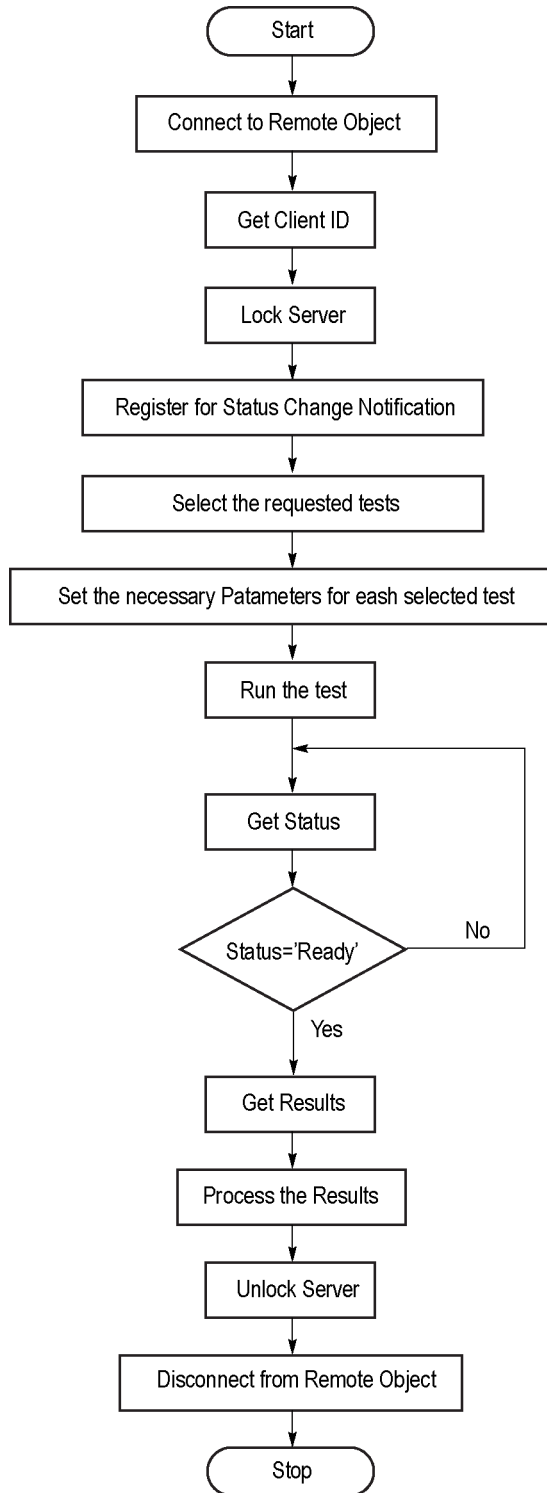 Start
Connect to Remote Object
Get Client ID
Lock Server
Register for Status Change Notification
Select the requested tests
Set the necessary Patameters for eash selected test
Run the test
Get Status
Status=’Ready’
No
Yes
Get Results
Process the Results
Unlock Server
Disconnect from Remote Object
Stop